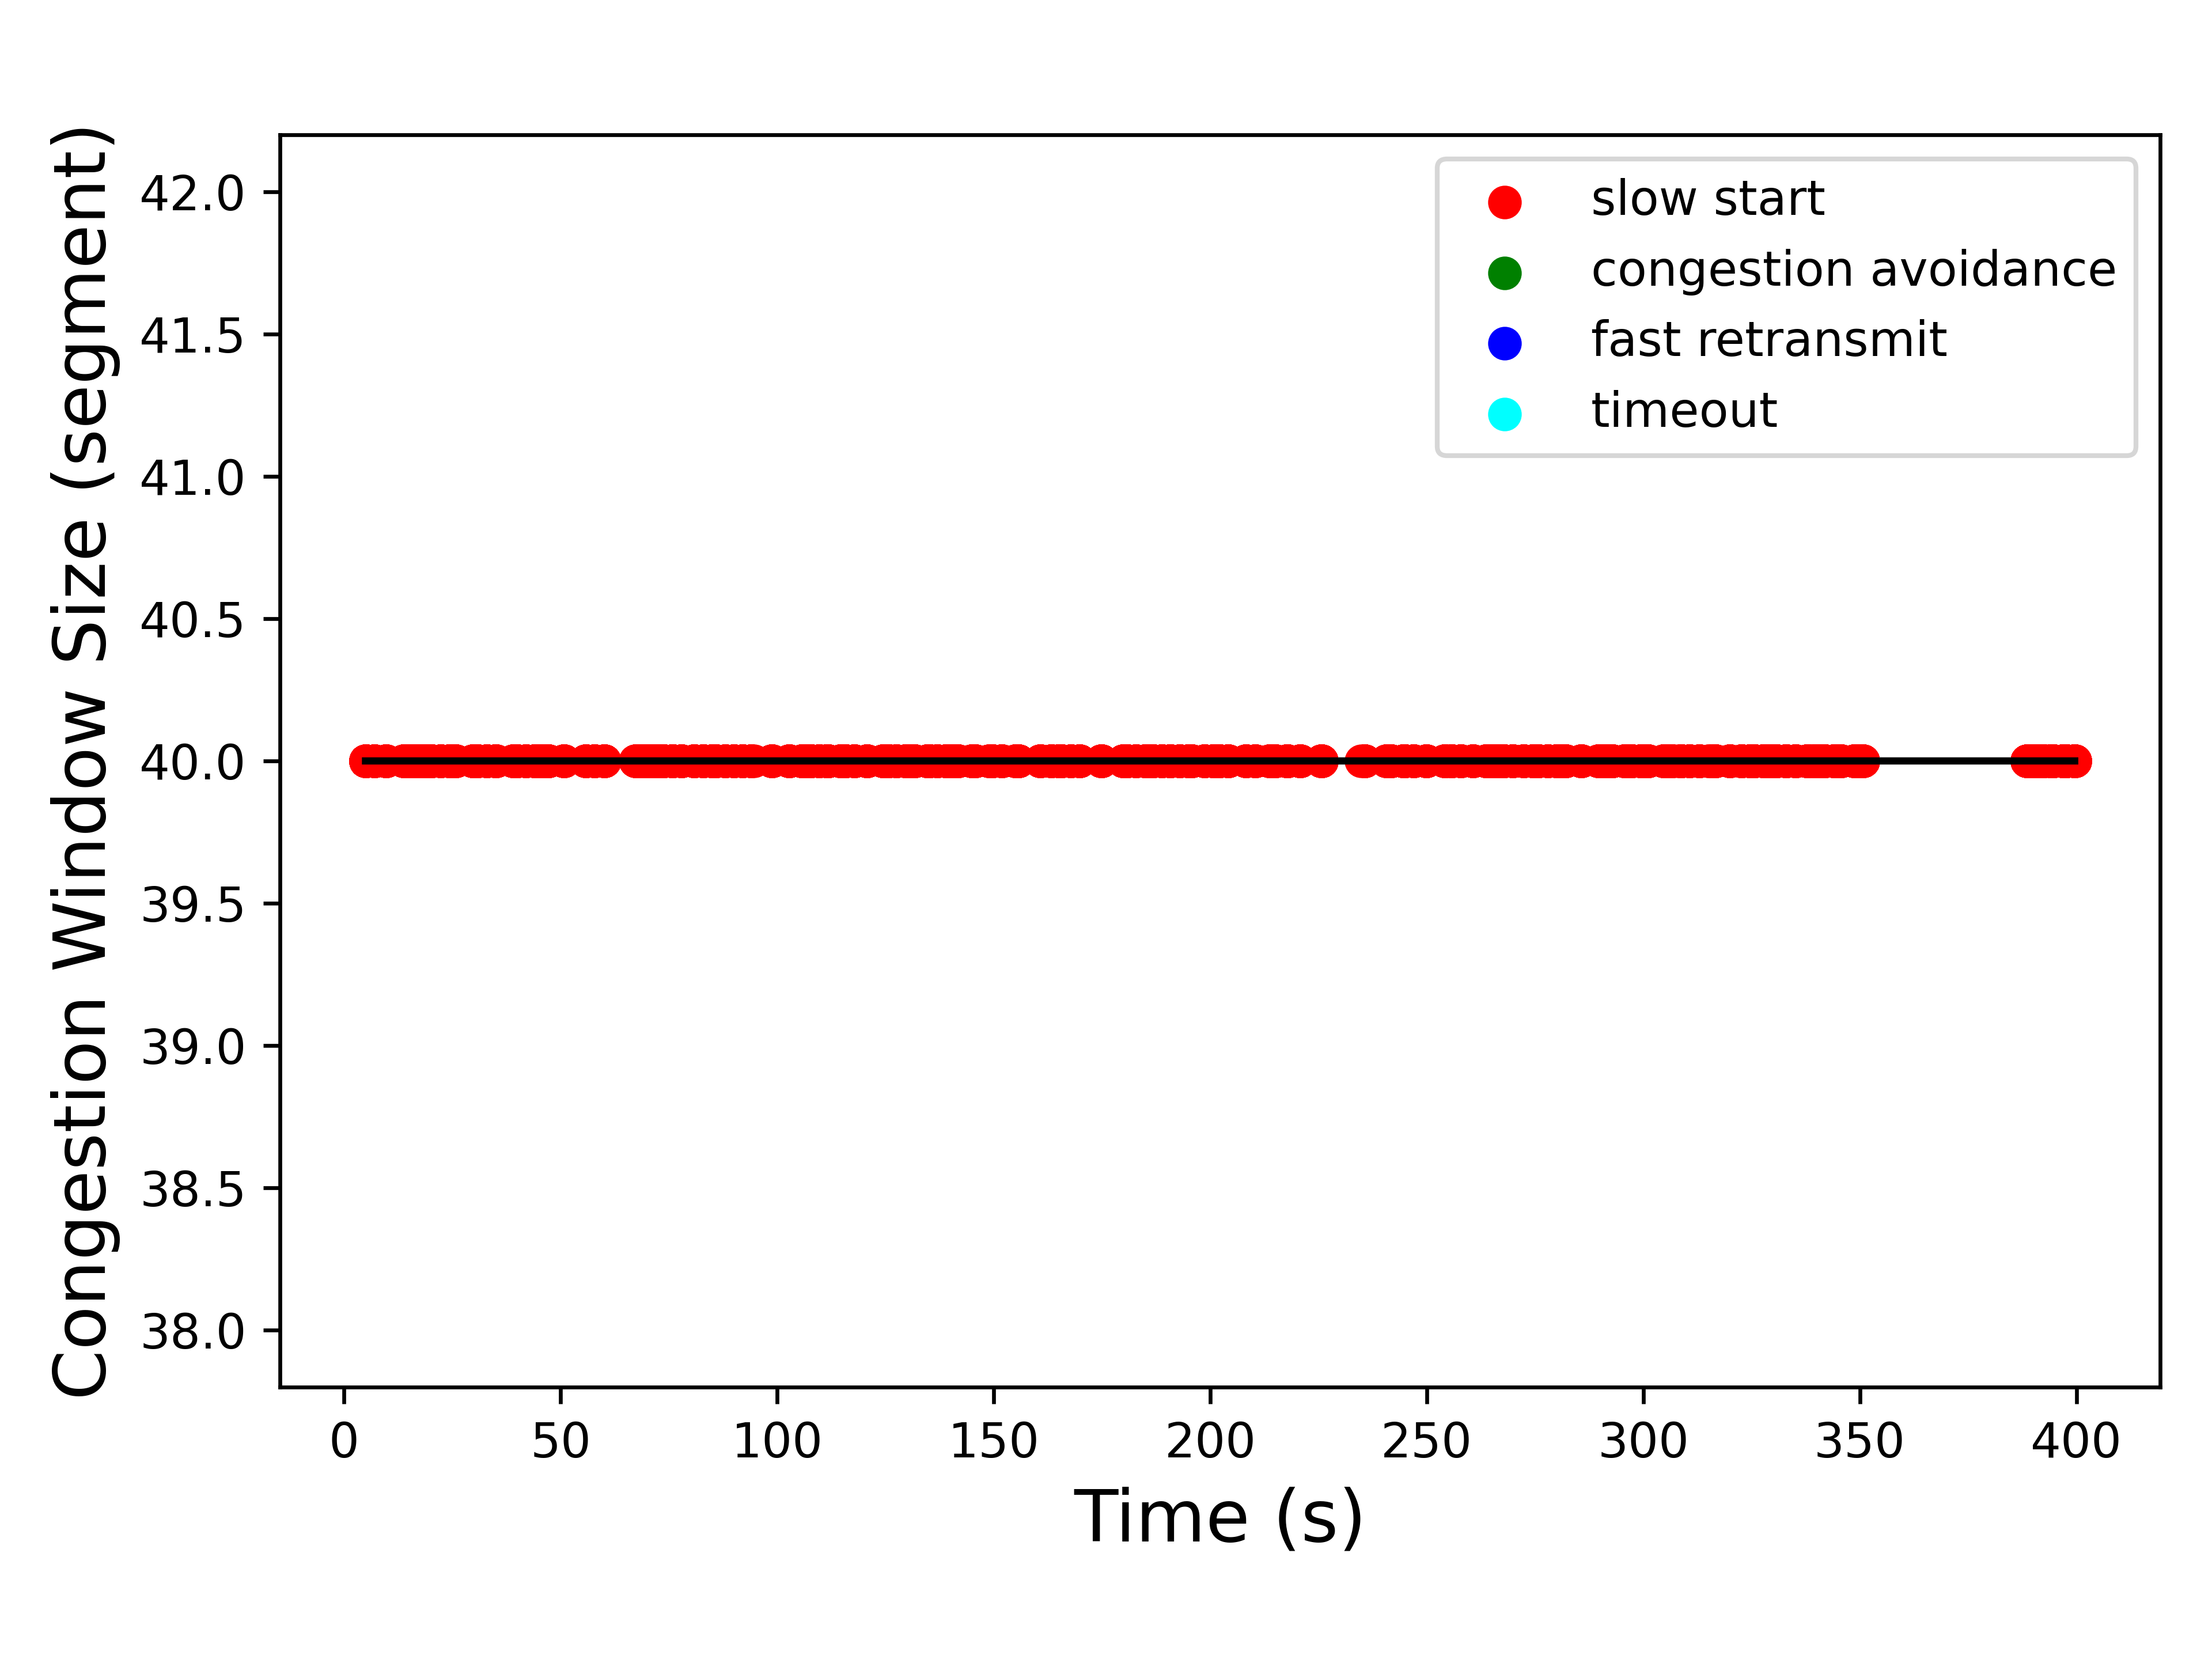 slow start
congestion avoidance
fast retransmit
timeout
Congestion Window Size (segment)
42.0
41.5
41.0
40.5
40.0
39.5
39.0
38.5
38.0
0 50 100 150 200 250 300 350 400
Time (s)